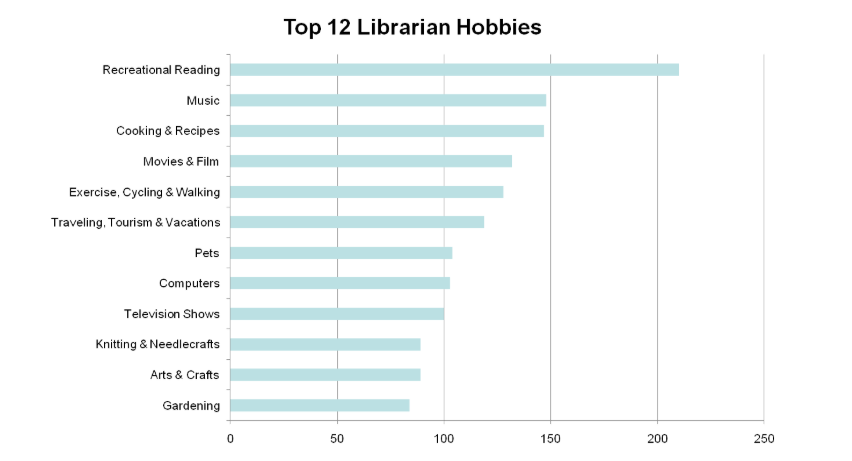 Top 12 Librarian Hobbies
Recreational Reading
Music
Cooking & Recipes
Movies & Film
Exercise, Cycling & Walking
Traveling, Tourism & Vacations
Pets
Computers
Television Shows
Knitting & Needlecrafts
Arts & Crafts
Gardening
0 50 100 150 200 250